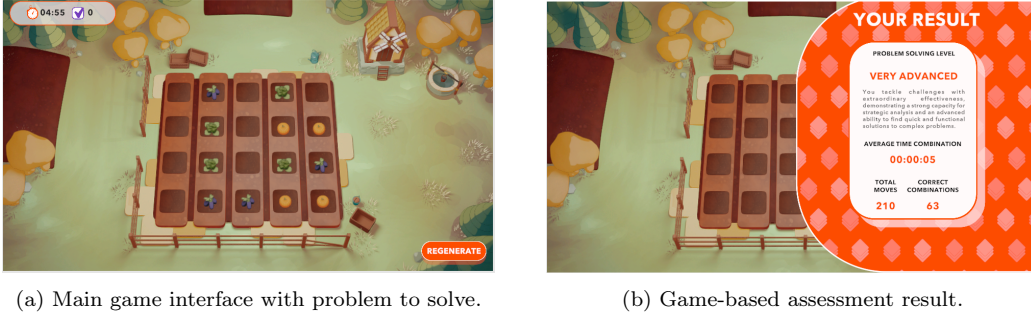 04:55 0
REGENERATE
(a) Main game interface with problem to solve.
YOUR RESULT
PROBLEM SOLVING LEVEL
VERY ADVANCED
You tackle challenges with
extraordinary effectiveness,
demonstrating a strong capacity for
strategic analysis and an advanced
ability to find quick and functional
solutions to complex problems.
AVERAGE TIME COMBINATION
00:00:05
TOTAL MOVES
210
CORRECT COMBINATIONS
63
(b) Game-based assessment result.